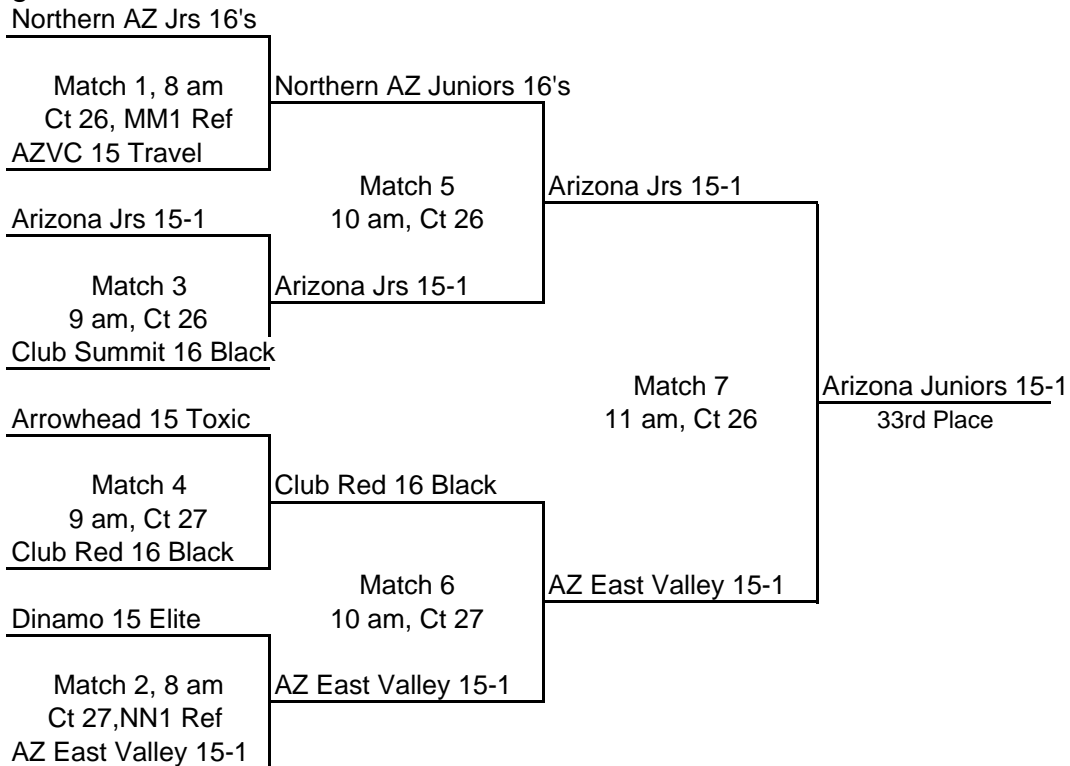 Northern AZ Jrs 16's
Match 1, 8 am
Ct 26, MM1 Ref
AZVC 15 Travel
Northern AZ Juniors 16's
Match 5
10 am, Ct 26
Arizona Jrs 15-1
Arizona Jrs 15-1
Match 3
9 am, Ct 26
Club Summit 16 Black
Arizona Jrs 15-1
Match 7
11 am, Ct 26
Arizona Juniors 15-1
33rd Place
Arrowhead 15 Toxic
Match 4
9 am, Ct 27
Club Red 16 Black
Club Red 16 Black
Match 6
10 am, Ct 27
AZ East Valley 15-1
Dinamo 15 Elite
Match 2, 8 am
Ct 27,NN1 Ref
AZ East Valley 15-1
AZ East Valley 15-1